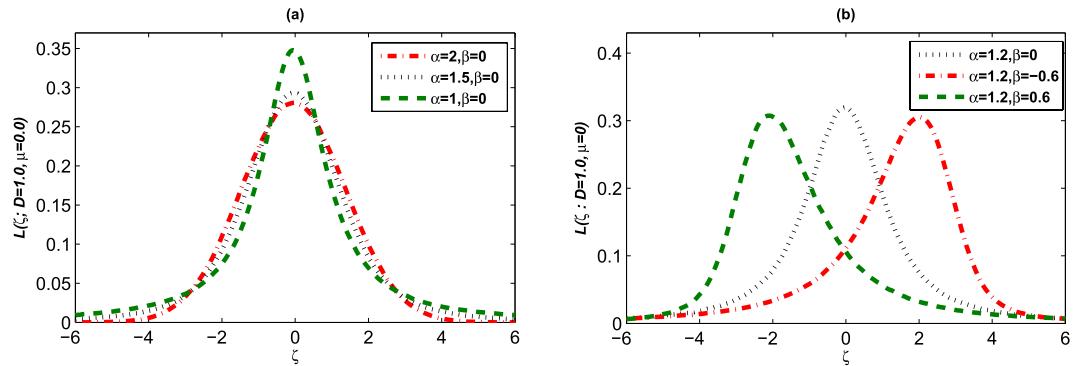 (a)
0.35
0.3
0.25
0.2
0.15
0.1
0.05
0
L(ζ; D=1.0, μ=0.0)
α=2,β=0
α=1.5,β=0
α=1,β=0
−6 −4 −2 0 2 4 6
ζ
(b)
0.4
0.3
0.2
0.1
0
L(ζ : D=1.0, μ=0)
α=1.2,β=0
α=1.2,β=−0.6
α=1.2,β=0.6
−6 −4 −2 0 2 4 6
ζ